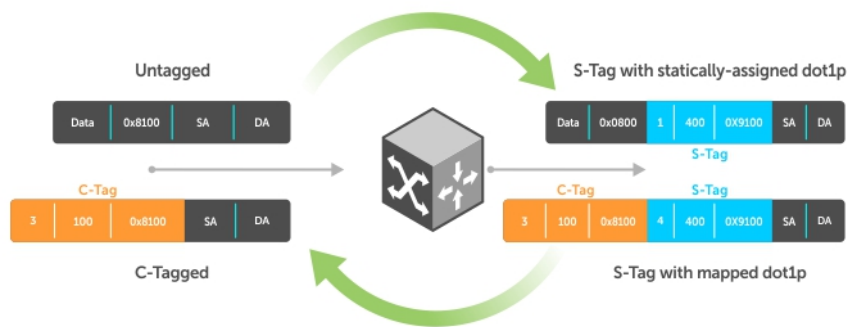 Untagged
S-Tag with statically-assigned dot1p
Data 0x8100 SA DA
Data 0x0800 1 400 0X9100 SA DA
S-Tag
C-Tag
C-Tag S-Tag
3 100 0x8100 SA DA
3 100 0x8100 4 400 0X9100 SA DA
C-Tagged
S-Tag with mapped dot1p